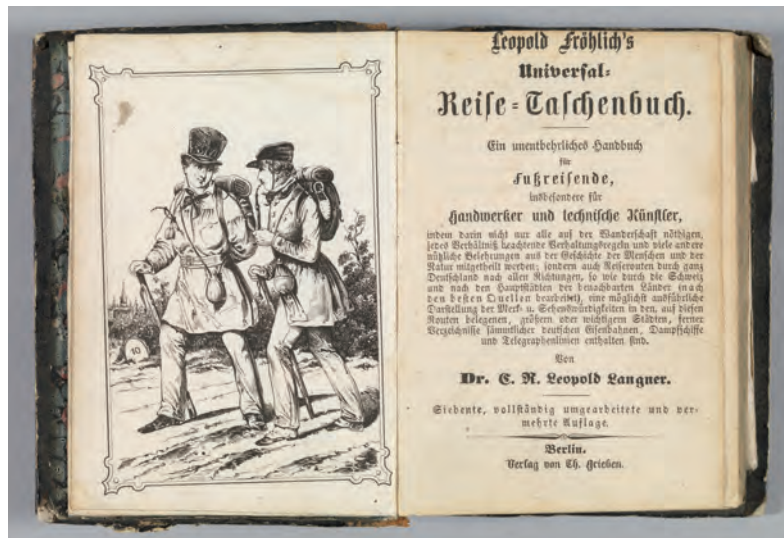 10
Leopold Fröhlich's
Universal-
Reise-Taschenbuch.
Ein unentbehrliches Handbuch
für
Fußreisende,
insbesondere für
Handwerker und technische Künstler,
indem darin nicht nur alle auf der Wanderschaft nöthigen,
jedes Verhältniß beachtende Verhaltungsregeln und viele andere
nützliche Belehrungen aus der Geschichte der Menschen und der
Natur mitgetheilt werden; sondern auch Reiserouten durch ganz
Deutschland nach allen Richtungen, so wie durch die Schweiz
und nach den Hauptstädten der benachbarten Länder (nach
den besten Quellen bearbeitet), eine möglichst ausführliche
Darstellung der Merk- u. Sehenswürdigkeiten in den, auf diesen
Routen belegenen, größern oder wichtigern Städten, ferner
Verzeichnisse sämmtlicher deutschen Eisenbahnen, Dampfschiffe
und Telegraphenlinien enthalten sind.
Von
Dr. C. R. Leopold Langner.
Siebente, vollständig umgearbeitete und ver-
mehrte Auflage.
Berlin.
Verlag von Th. Grieben.